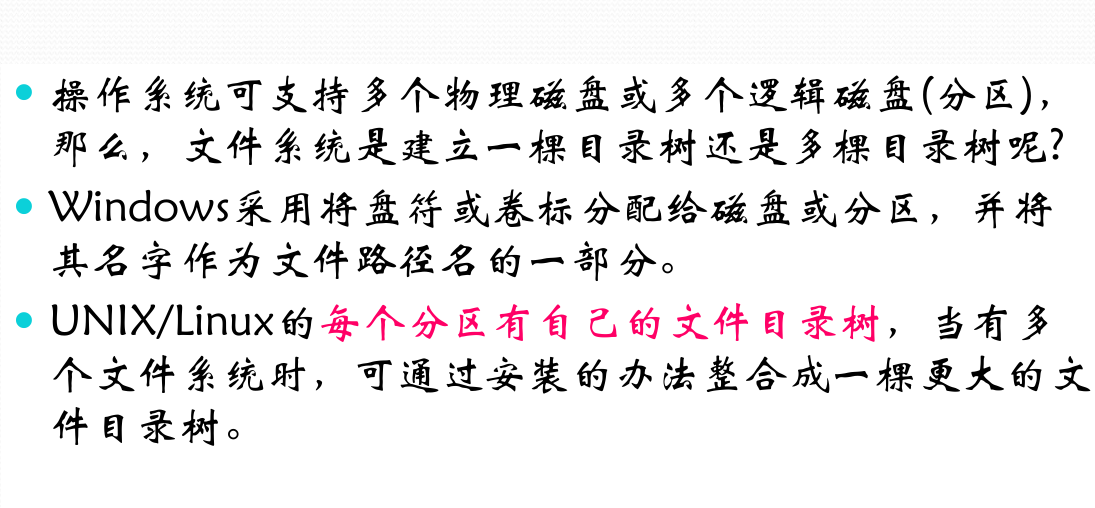 操作系统可支持多个物理磁盘或多个逻辑磁盘(分区)，
那么，文件系统是建立一棵目录树还是多棵目录树呢?
Windows采用将盘符或卷标分配给磁盘或分区，并将
其名字作为文件路径名的一部分。
UNIX/Linux的每个分区有自己的文件目录树，当有多
个文件系统时，可通过安装的办法整合成一棵更大的文
件目录树。